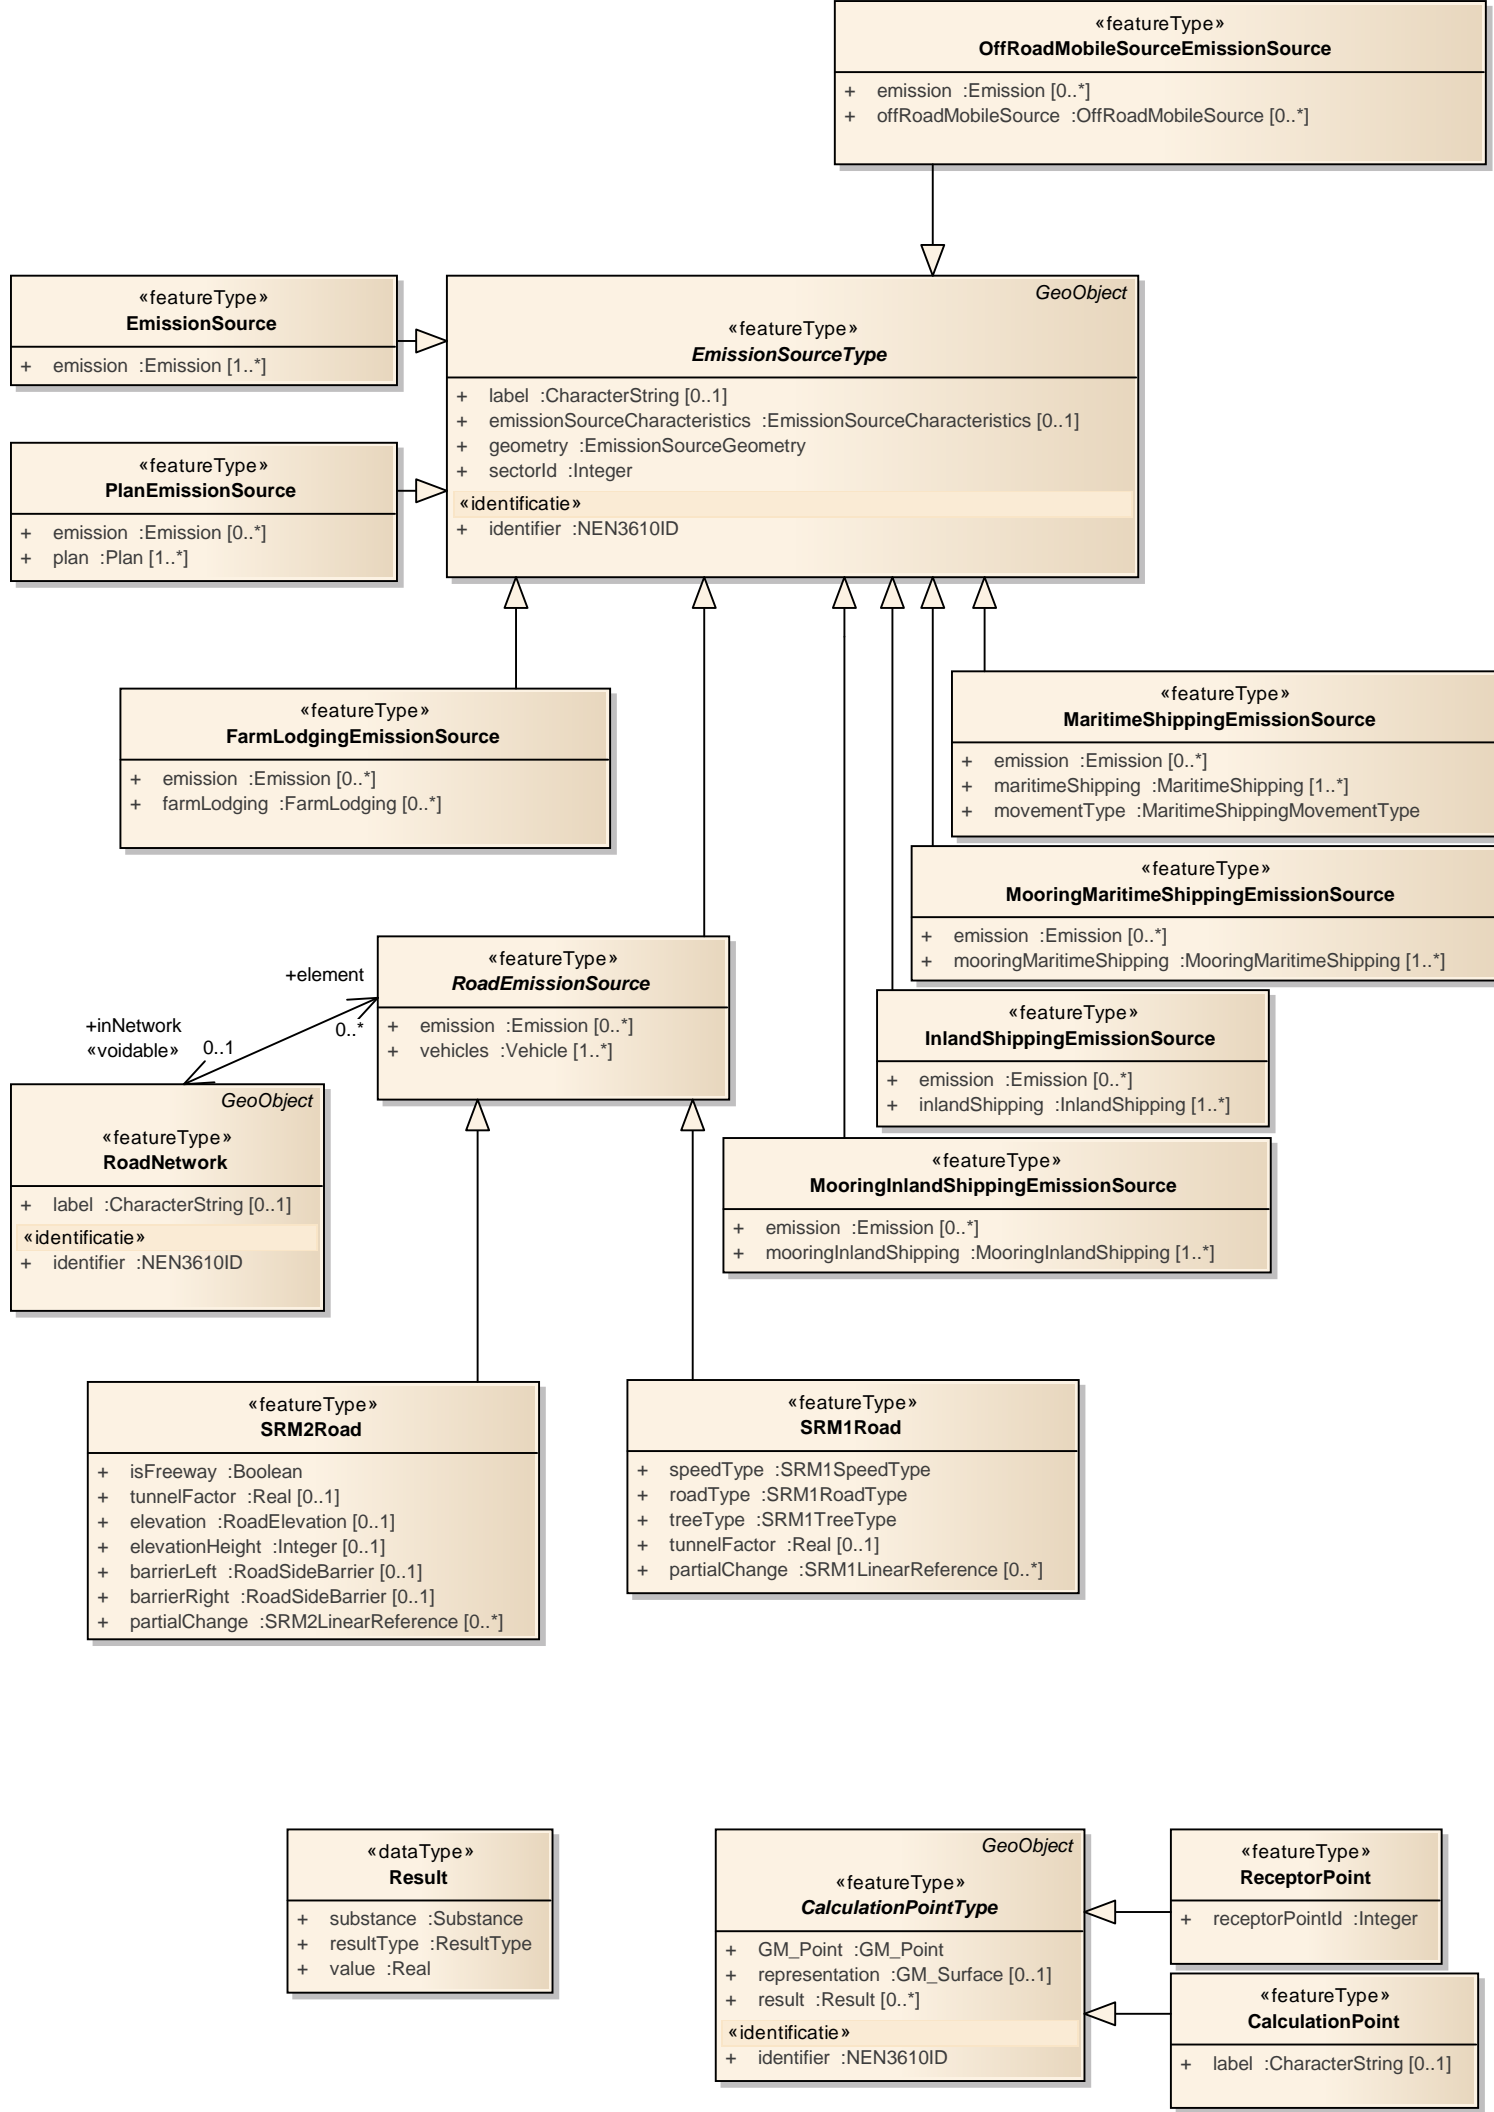 «featureType»
OffRoadMobileSourceEmissionSource
+ emission :Emission [0..*]
+ offRoadMobileSource :OffRoadMobileSource [0..*]
«featureType»
EmissionSource
+ emission :Emission [1..*]
GeoObject
«featureType»
EmissionSourceType
+ label :CharacterString [0..1]
+ emissionSourceCharacteristics :EmissionSourceCharacteristics [0..1]
+ geometry :EmissionSourceGeometry
+ sectorId :Integer
«identificatie»
+ identifier :NEN3610ID
«featureType»
PlanEmissionSource
+ emission :Emission [0..*]
+ plan :Plan [1..*]
«featureType»
FarmLodgingEmissionSource
+ emission :Emission [0..*]
+ farmLodging :FarmLodging [0..*]
«featureType»
MaritimeShippingEmissionSource
+ emission :Emission [0..*]
+ maritimeShipping :MaritimeShipping [1..*]
+ movementType :MaritimeShippingMovementType
«featureType»
MooringMaritimeShippingEmissionSource
+ emission :Emission [0..*]
+ mooringMaritimeShipping :MooringMaritimeShipping [1..*]
«featureType»
RoadEmissionSource
+ emission :Emission [0..*]
+ vehicles :Vehicle [1..*]
+element
0..*
+inNetwork
«voidable»
0..1
«featureType»
InlandShippingEmissionSource
+ emission :Emission [0..*]
+ inlandShipping :InlandShipping [1..*]
GeoObject
«featureType»
RoadNetwork
+ label :CharacterString [0..1]
«identificatie»
+ identifier :NEN3610ID
«featureType»
MooringInlandShippingEmissionSource
+ emission :Emission [0..*]
+ mooringInlandShipping :MooringInlandShipping [1..*]
«featureType»
SRM2Road
+ isFreeway :Boolean
+ tunnelFactor :Real [0..1]
+ elevation :RoadElevation [0..1]
+ elevationHeight :Integer [0..1]
+ barrierLeft :RoadSideBarrier [0..1]
+ barrierRight :RoadSideBarrier [0..1]
+ partialChange :SRM2LinearReference [0..*]
«featureType»
SRM1Road
+ speedType :SRM1SpeedType
+ roadType :SRM1RoadType
+ treeType :SRM1TreeType
+ tunnelFactor :Real [0..1]
+ partialChange :SRM1LinearReference [0..*]
«dataType»
Result
+ substance :Substance
+ resultType :ResultType
+ value :Real
GeoObject
«featureType»
CalculationPointType
+ GM_Point :GM_Point
+ representation :GM_Surface [0..1]
+ result :Result [0..*]
«identificatie»
+ identifier :NEN3610ID
«featureType»
ReceptorPoint
+ receptorPointId :Integer
«featureType»
CalculationPoint
+ label :CharacterString [0..1]